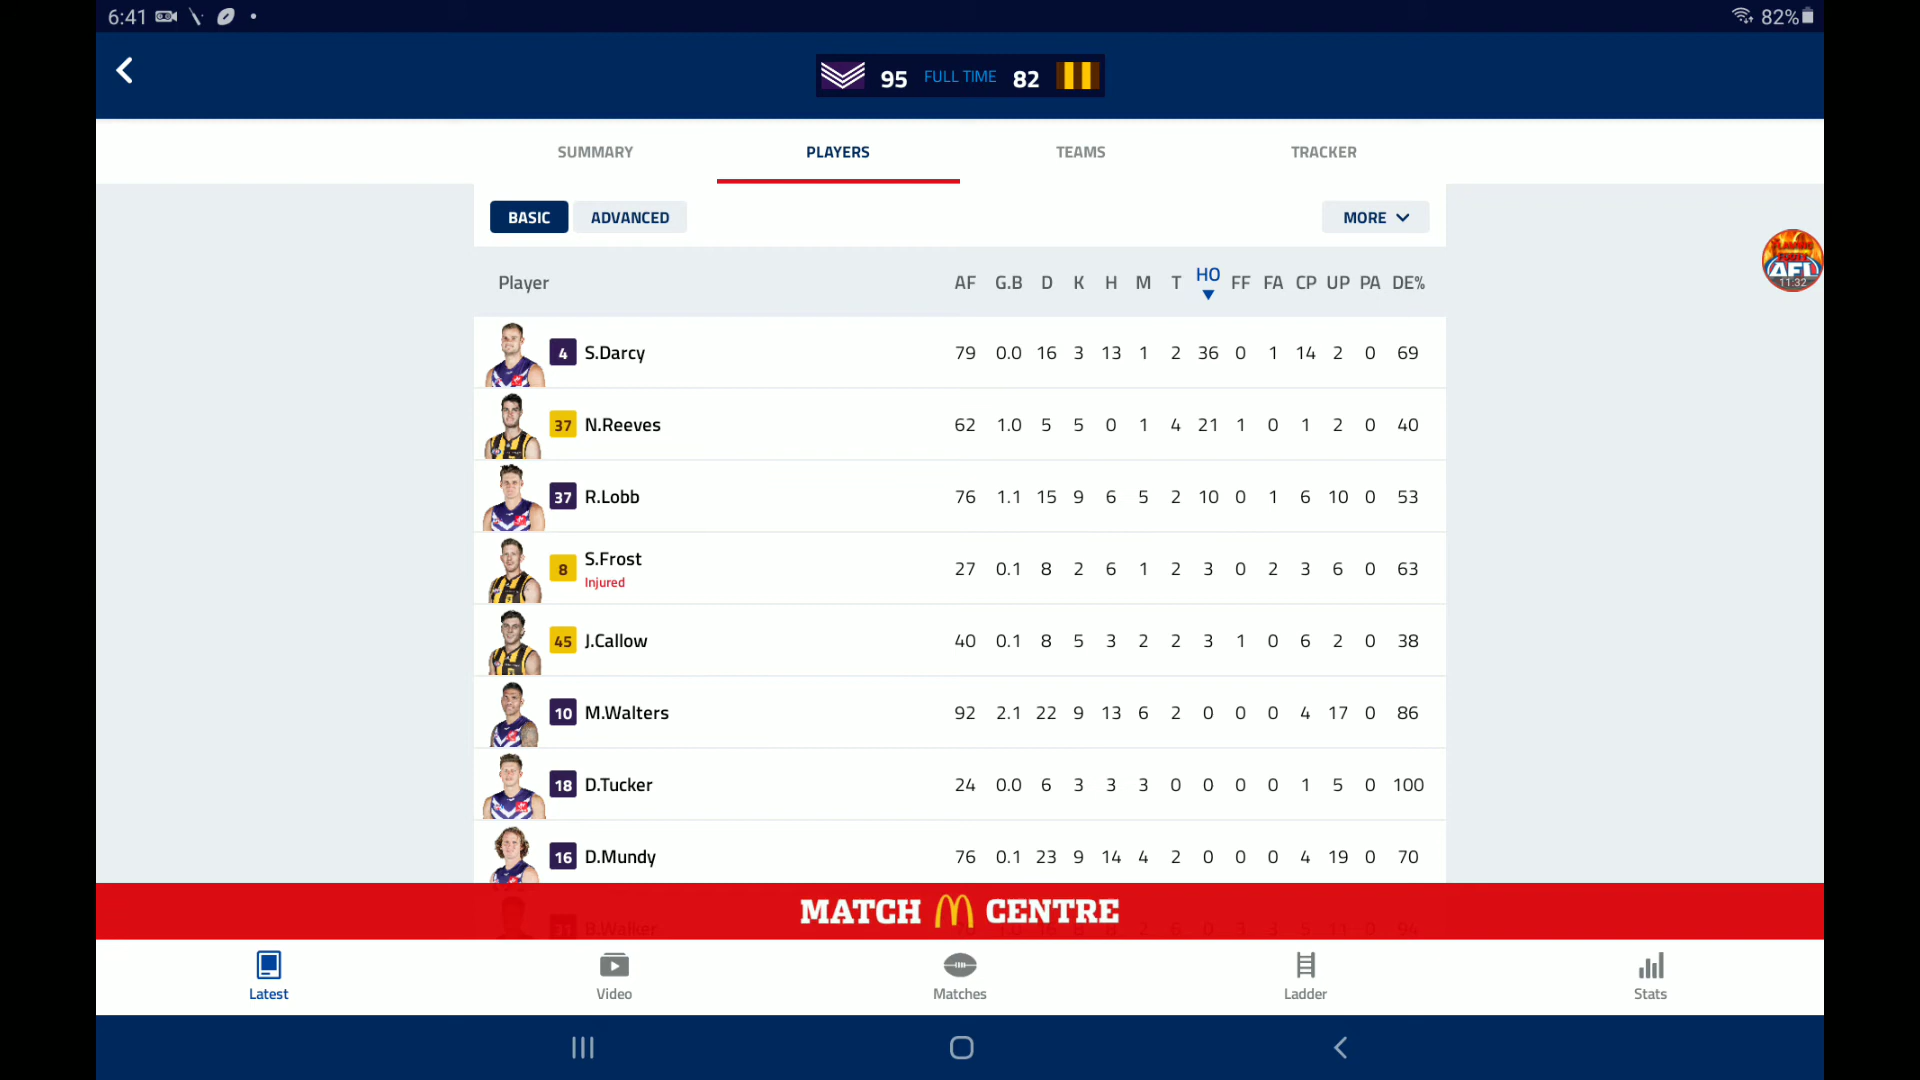 6:41 82%
95 FULL TIME 82
SUMMARY PLAYERS TEAMS TRACKER
BASIC ADVANCED MORE
Player AF G.B D K H M T HO FF FA CP UP PA DE%
4 S.Darcy 79 0.0 16 3 13 1 2 36 0 1 14 2 0 69
37 N.Reeves 62 1.0 5 5 0 1 4 21 1 0 1 2 0 40
37 R.Lobb 76 1.1 15 9 6 5 2 10 0 1 6 10 0 53
8 S.Frost 27 0.1 8 2 6 1 2 3 0 2 3 6 0 63
Injured
45 J.Callow 40 0.1 8 5 3 2 2 3 1 0 6 2 0 38
10 M.Walters 92 2.1 22 9 13 6 2 0 0 0 4 17 0 86
18 D.Tucker 24 0.0 6 3 3 3 0 0 0 0 1 5 0 100
16 D.Mundy 76 0.1 23 9 14 4 2 0 0 0 4 19 0 70
B.Walker
MATCH CENTRE
AFL
11:32
Latest Video Matches Ladder Stats